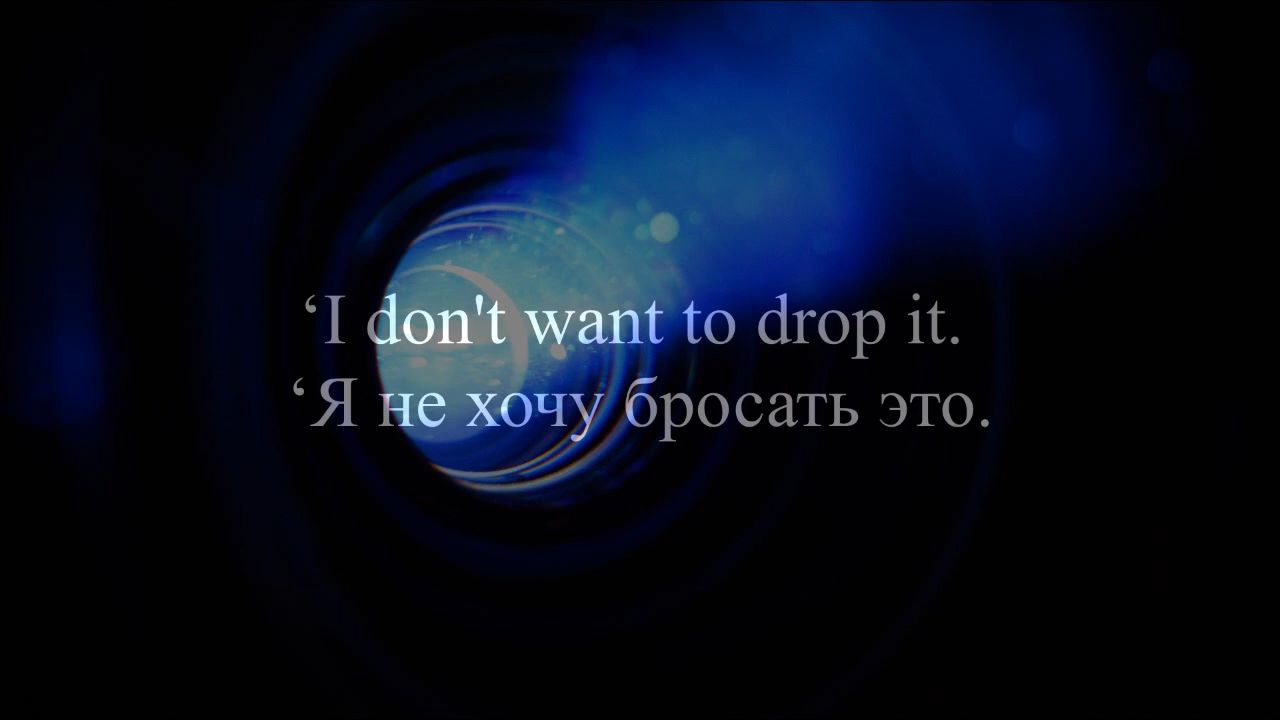 ‘I don't want to drop it.
‘Я не хочу бросать это.